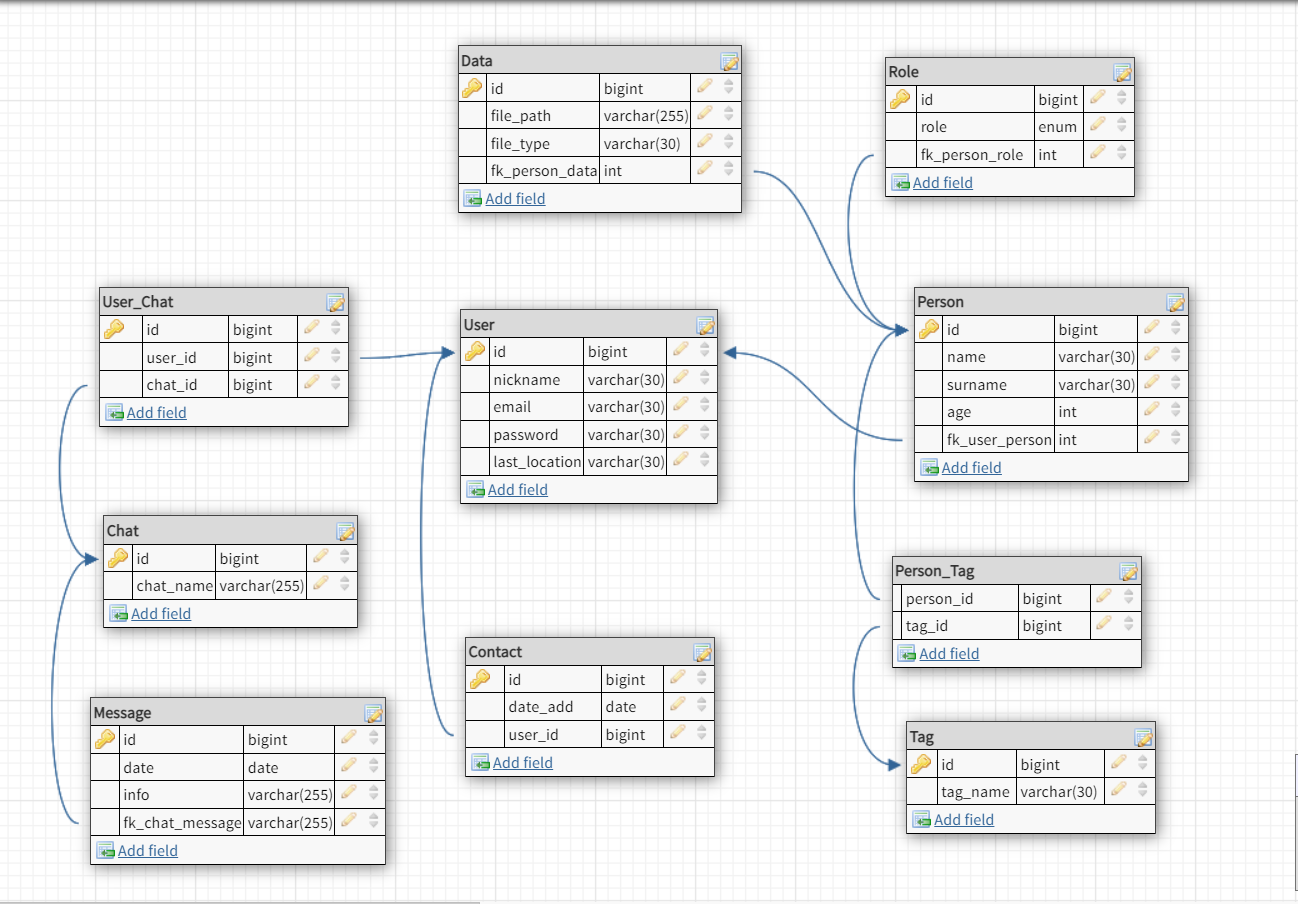 Data
id bigint
file_path varchar(255)
file_type varchar(30)
fk_person_data int
Add field
Role
id bigint
role enum
fk_person_role int
Add field
User_Chat
id bigint
user_id bigint
chat_id bigint
Add field
User
id bigint
nickname varchar(30)
email varchar(30)
password varchar(30)
last_location varchar(30)
Add field
Person
id bigint
name varchar(30)
surname varchar(30)
age int
fk_user_person int
Add field
Chat
id bigint
chat_name varchar(255)
Add field
Person_Tag
person_id bigint
tag_id bigint
Add field
Contact
id bigint
date_add date
user_id bigint
Add field
Message
id bigint
date date
info varchar(255)
fk_chat_message varchar(255)
Add field
Tag
id bigint
tag_name varchar(30)
Add field